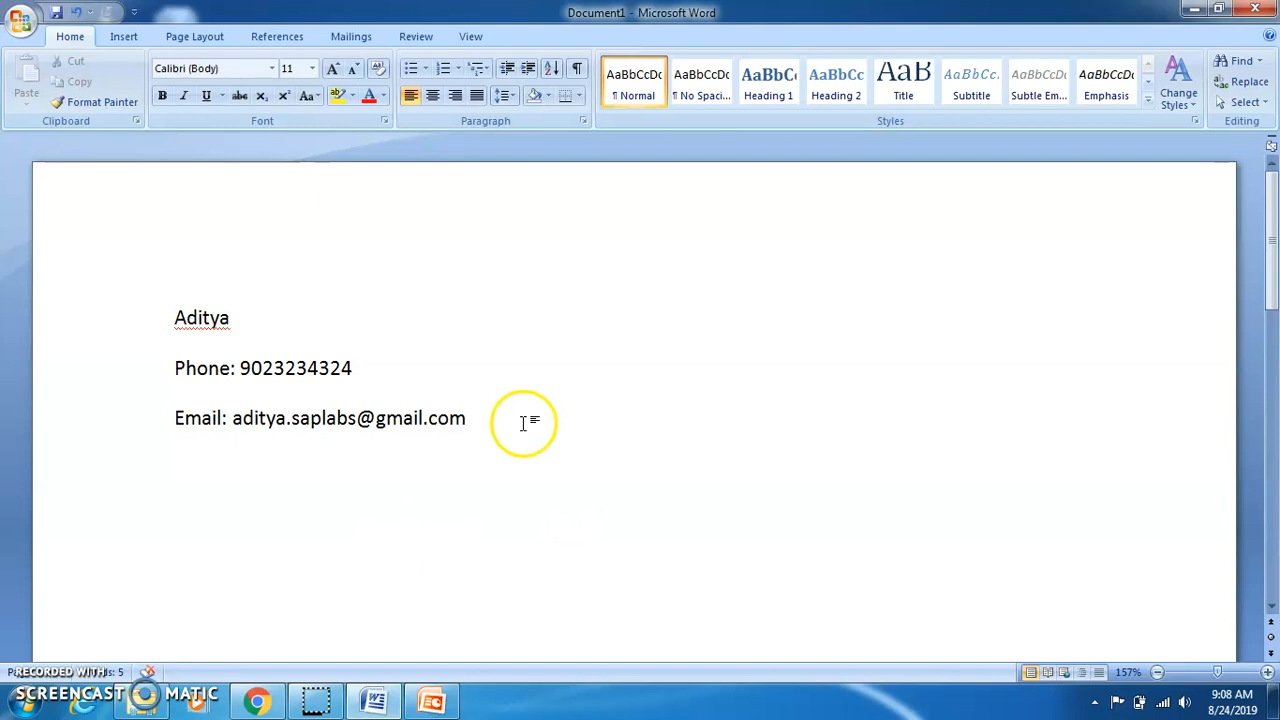 Document1 - Microsoft Word
Home Insert Page Layout References Mailings Review View
Paste
Cut
Copy
Format Painter
Clipboard
Calibri (Body) 11
Font
Paragraph
AaBbCcDc AaBbCcDc AaBbC AaBbCc AaB AaBbCc. AaBbCcDc AaBbCcDc
¶ Normal ¶ No Spaci... Heading 1 Heading 2 Title Subtitle Subtle Em... Emphasis
Change Styles
Styles
Find
Replace
Select
Editing
Aditya
Phone: 9023234324
Email: aditya.saplabs@gmail.com
157%
RECORDED WITH
SCREENCAST MATIC
9:08 AM
8/24/2019